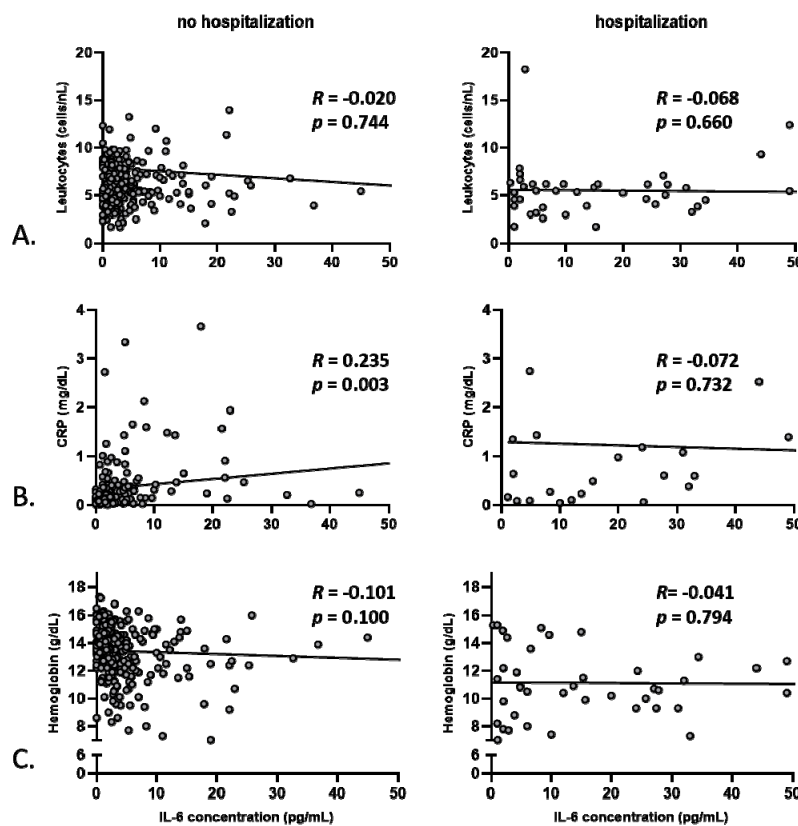 no hospitalization
hospitalization
20
15
10
5
0
Leukocytes (cells/nL)
R = -0.020
p = 0.744
0 10 20 30 40 50
A.
20
15
10
5
0
Leukocytes (cells/nL)
R = -0.068
p = 0.660
0 10 20 30 40 50
4
3
2
1
0
CRP (mg/dL)
R = 0.235
p = 0.003
0 10 20 30 40 50
B.
4
3
2
1
0
CRP (mg/dL)
R = -0.072
p = 0.732
0 10 20 30 40 50
18
16
14
12
10
8
6
0
Hemoglobin (g/dL)
R = -0.101
p = 0.100
0 10 20 30 40 50
IL-6 concentration (pg/mL)
C.
18
16
14
12
10
8
6
0
Hemoglobin (g/dL)
R= -0.041
p = 0.794
0 10 20 30 40 50
IL-6 concentration (pg/mL)